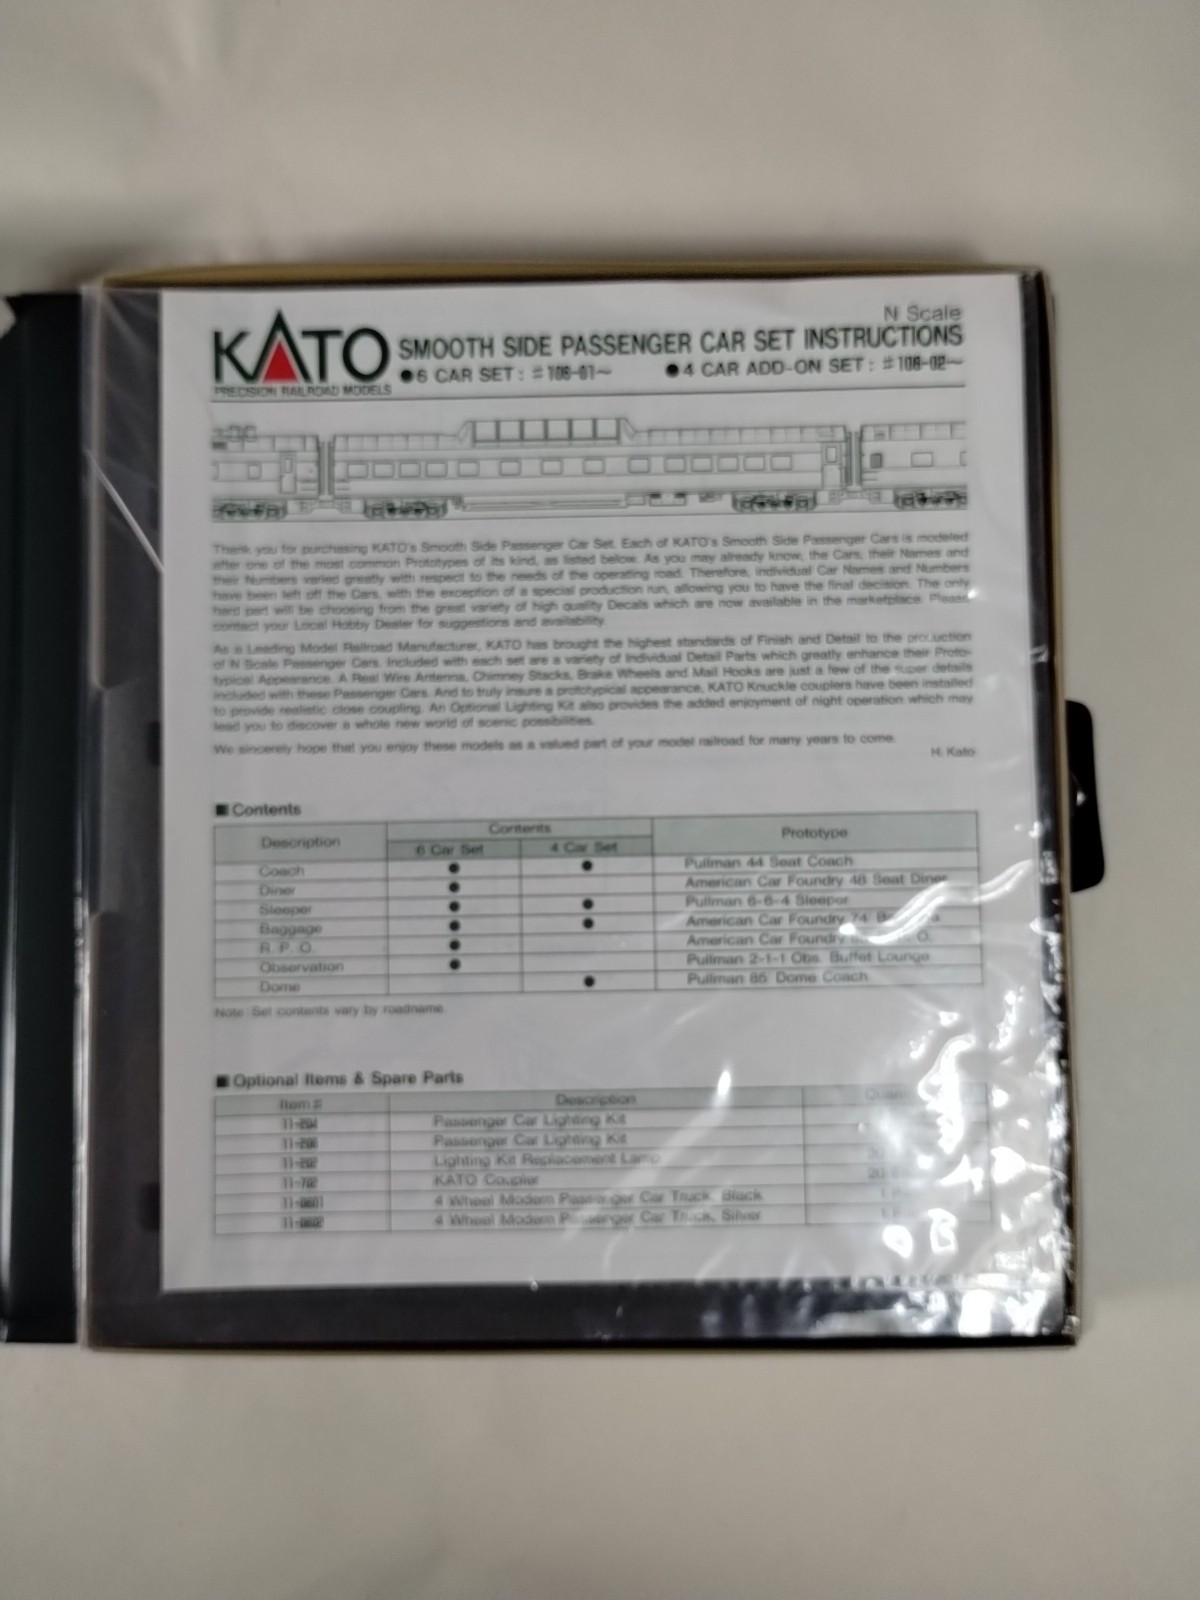 KATO
PRECISION RAILROAD MODELS
N Scale
SMOOTH SIDE PASSENGER CAR SET INSTRUCTIONS
●6 CAR SET : #106-01~ ●4 CAR ADD-ON SET : #106-02~
Thank you for purchasing KATO's Smooth Side Passenger Car Set. Each of KATO's Smooth Side Passenger Cars is modeled
after one of the most common Prototypes of its kind, as listed below. As you may already know, the Cars, their Names and
their Numbers varied greatly with respect to the needs of the operating road. Therefore, individual Car Names and Numbers
have been left off the Cars, with the exception of a special production run, allowing you to have the final decision. The only
hard part will be choosing from the great variety of high quality Decals which are now available in the marketplace. Please
contact your Local Hobby Dealer for suggestions and availability.
As a Leading Model Railroad Manufacturer, KATO has brought the highest standards of Finish and Detail to the production
of N Scale Passenger Cars. Included with each set are a variety of Individual Detail Parts which greatly enhance their Proto-
typical Appearance. A Real Wire Antenna, Chimney Stacks, Brake Wheels and Mail Hooks are just a few of the super details
included with these Passenger Cars. And to truly insure a prototypical appearance, KATO Knuckle couplers have been installed
to provide realistic close coupling. An Optional Lighting Kit also provides the added enjoyment of night operation which may
lead you to discover a whole new world of scenic possibilities.
We sincerely hope that you enjoy these models as a valued part of your model railroad for many years to come.
H. Kato
■ Contents
Description Contents Prototype
6 Car Set 4 Car Set
Coach ● ● Pullman 44 Seat Coach
Diner ● American Car Foundry 48 Seat Diner
Sleeper ● ● Pullman 6-6-4 Sleeper
Baggage ● ● American Car Foundry
R. P. O. ● American Car Foundry
Observation ● Pullman 2-1-1 Obs. Buffet Lounge
Dome ● Pullman 85' Dome Coach
Note : Set contents vary by roadname.
■ Optional Items & Spare Parts
Item # Description
11-204 Passenger Car Lighting Kit
11-206 Passenger Car Lighting Kit
11-202 Lighting Kit Replacement Lamp
11-702 KATO Coupler
11-0601 4 Wheel Modern Passenger Car Truck, Black
11-0602 4 Wheel Modern Passenger Car Truck, Silver